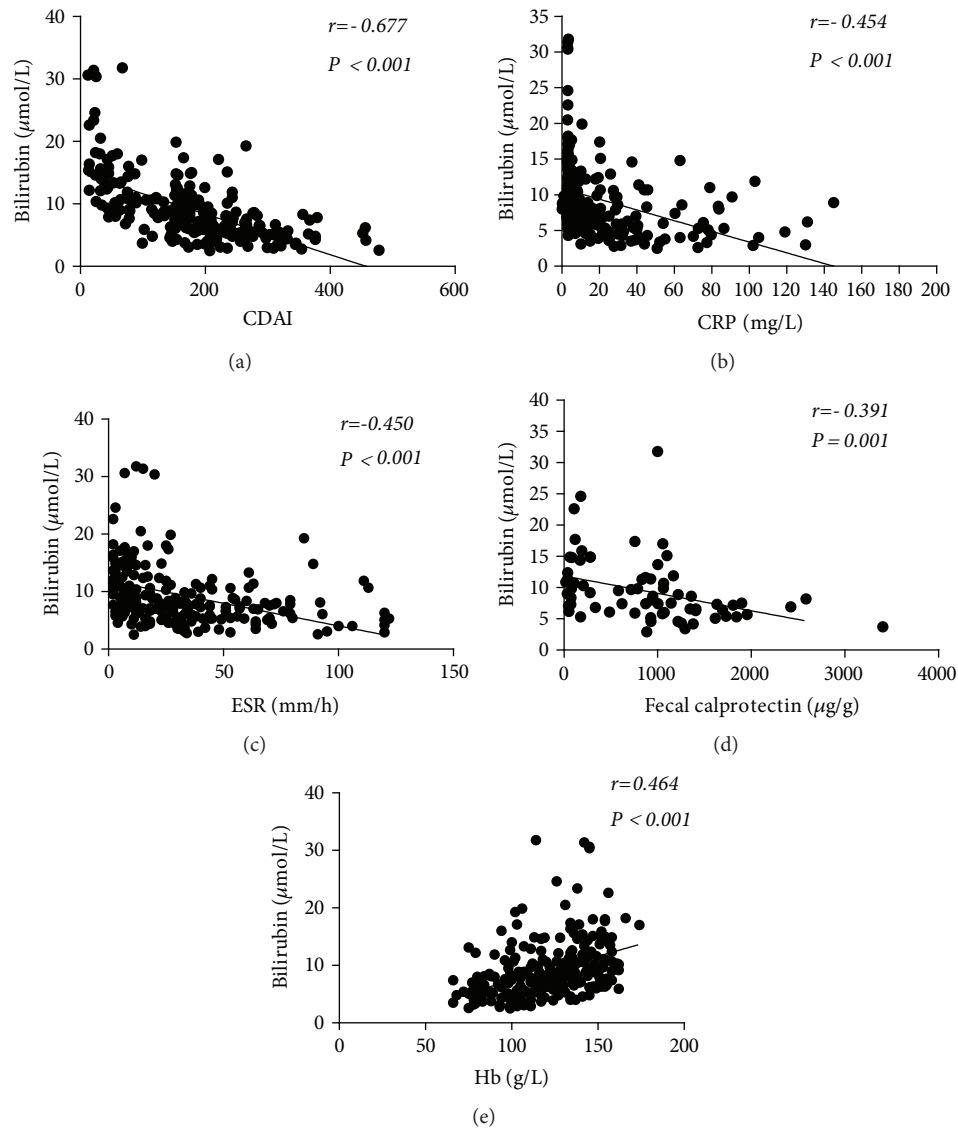 r=- 0.677
P < 0.001
Bilirubin (μmol/L)
40
30
20
10
0
0 200 400 600
CDAI
(a)
r=- 0.454
P < 0.001
Bilirubin (μmol/L)
35
30
25
20
15
10
5
0
0 20 40 60 80 100 120 140 160 180 200
CRP (mg/L)
(b)
r=-0.450
P < 0.001
Bilirubin (μmol/L)
40
30
20
10
0
0 50 100 150
ESR (mm/h)
(c)
r=- 0.391
P = 0.001
Bilirubin (μmol/L)
40
35
30
25
20
15
10
5
0
0 1000 2000 3000 4000
Fecal calprotectin (μg/g)
(d)
r=0.464
P < 0.001
Bilirubin (μmol/L)
40
30
20
10
0
0 50 100 150 200
Hb (g/L)
(e)